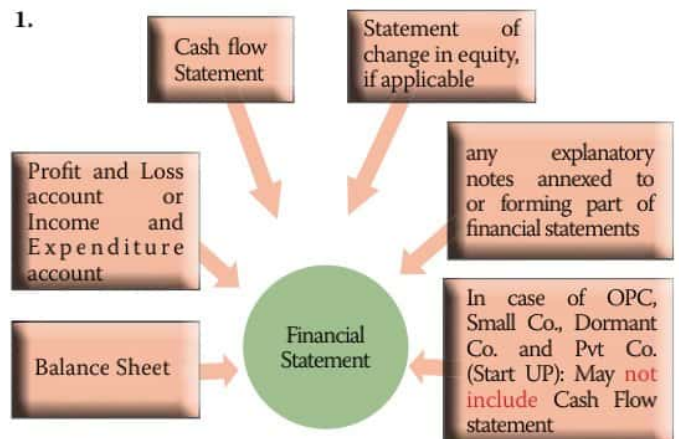 1.
Cash flow
Statement
Statement of
change in equity,
if applicable
Profit and Loss
account or
Income and
Expenditure
account
any explanatory
notes annexed to
or forming part of
financial statements
Balance Sheet
Financial
Statement
In case of OPC,
Small Co., Dormant
Co. and Pvt Co.
(Start UP): May not
include Cash Flow
statement